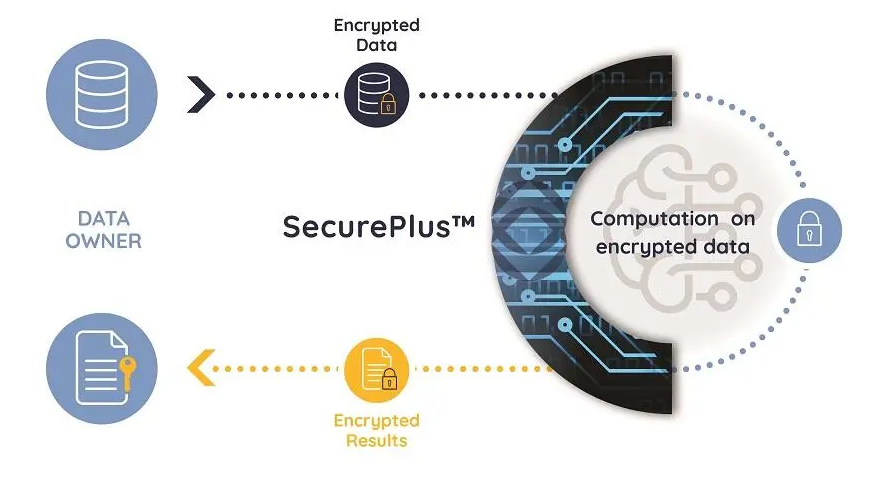 Encrypted
Data
DATA
OWNER
SecurePlus™
Computation on
encrypted data
Encrypted
Results